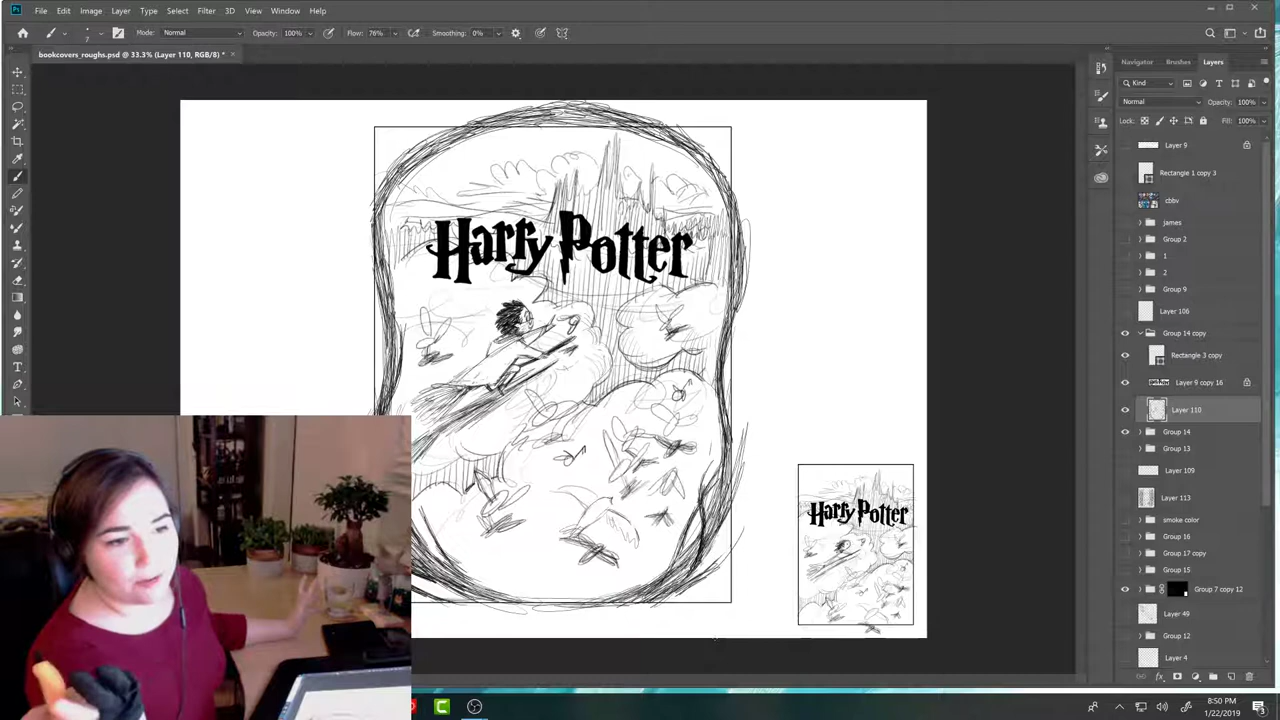 File Edit Image Layer Type Select Filter 3D View Window Help
Mode: Normal Opacity: 100% Flow: 76% Smoothing: 0%
bookcovers_roughs.psd @ 33.3% (Layer 110, RGB/8) *
Navigator Brushes Layers
Kind
Normal Opacity: 100%
Lock: Fill: 100%
Layer 9
Rectangle 1 copy 3
cbbv
james
Group 2
1
2
Group 9
Layer 106
Group 14 copy
Rectangle 3 copy
Layer 9 copy 16
Layer 110
Group 14
Group 13
Layer 109
Layer 113
smoke color
Group 16
Group 17 copy
Group 15
Group 7 copy 12
Layer 49
Group 12
Layer 4
Harry Potter
Harry Potter
8:50 PM
1/22/2019